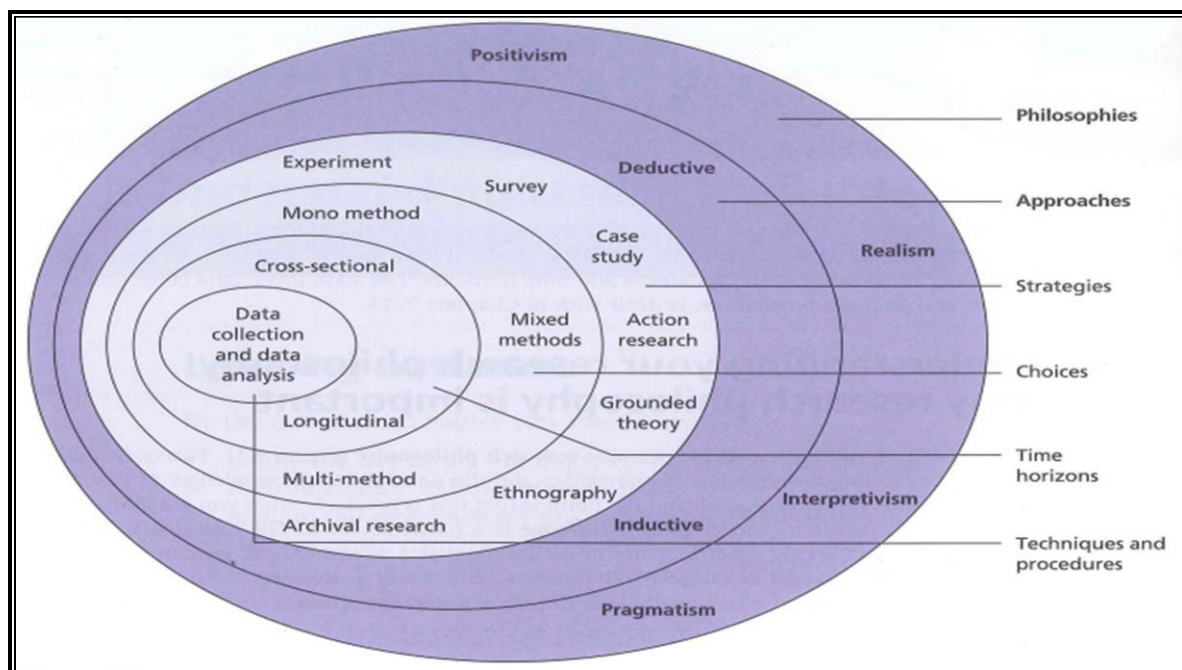 Positivism
Philosophies
Experiment
Deductive
Survey
Mono method
Approaches
Case
study
Realism
Cross-sectional
Strategies
Data
collection
and data
analysis
Mixed
methods
Action
research
Choices
Grounded
theory
Longitudinal
Time
horizons
Multi-method
Ethnography
Interpretivism
Archival research
Inductive
Techniques and
procedures
Pragmatism